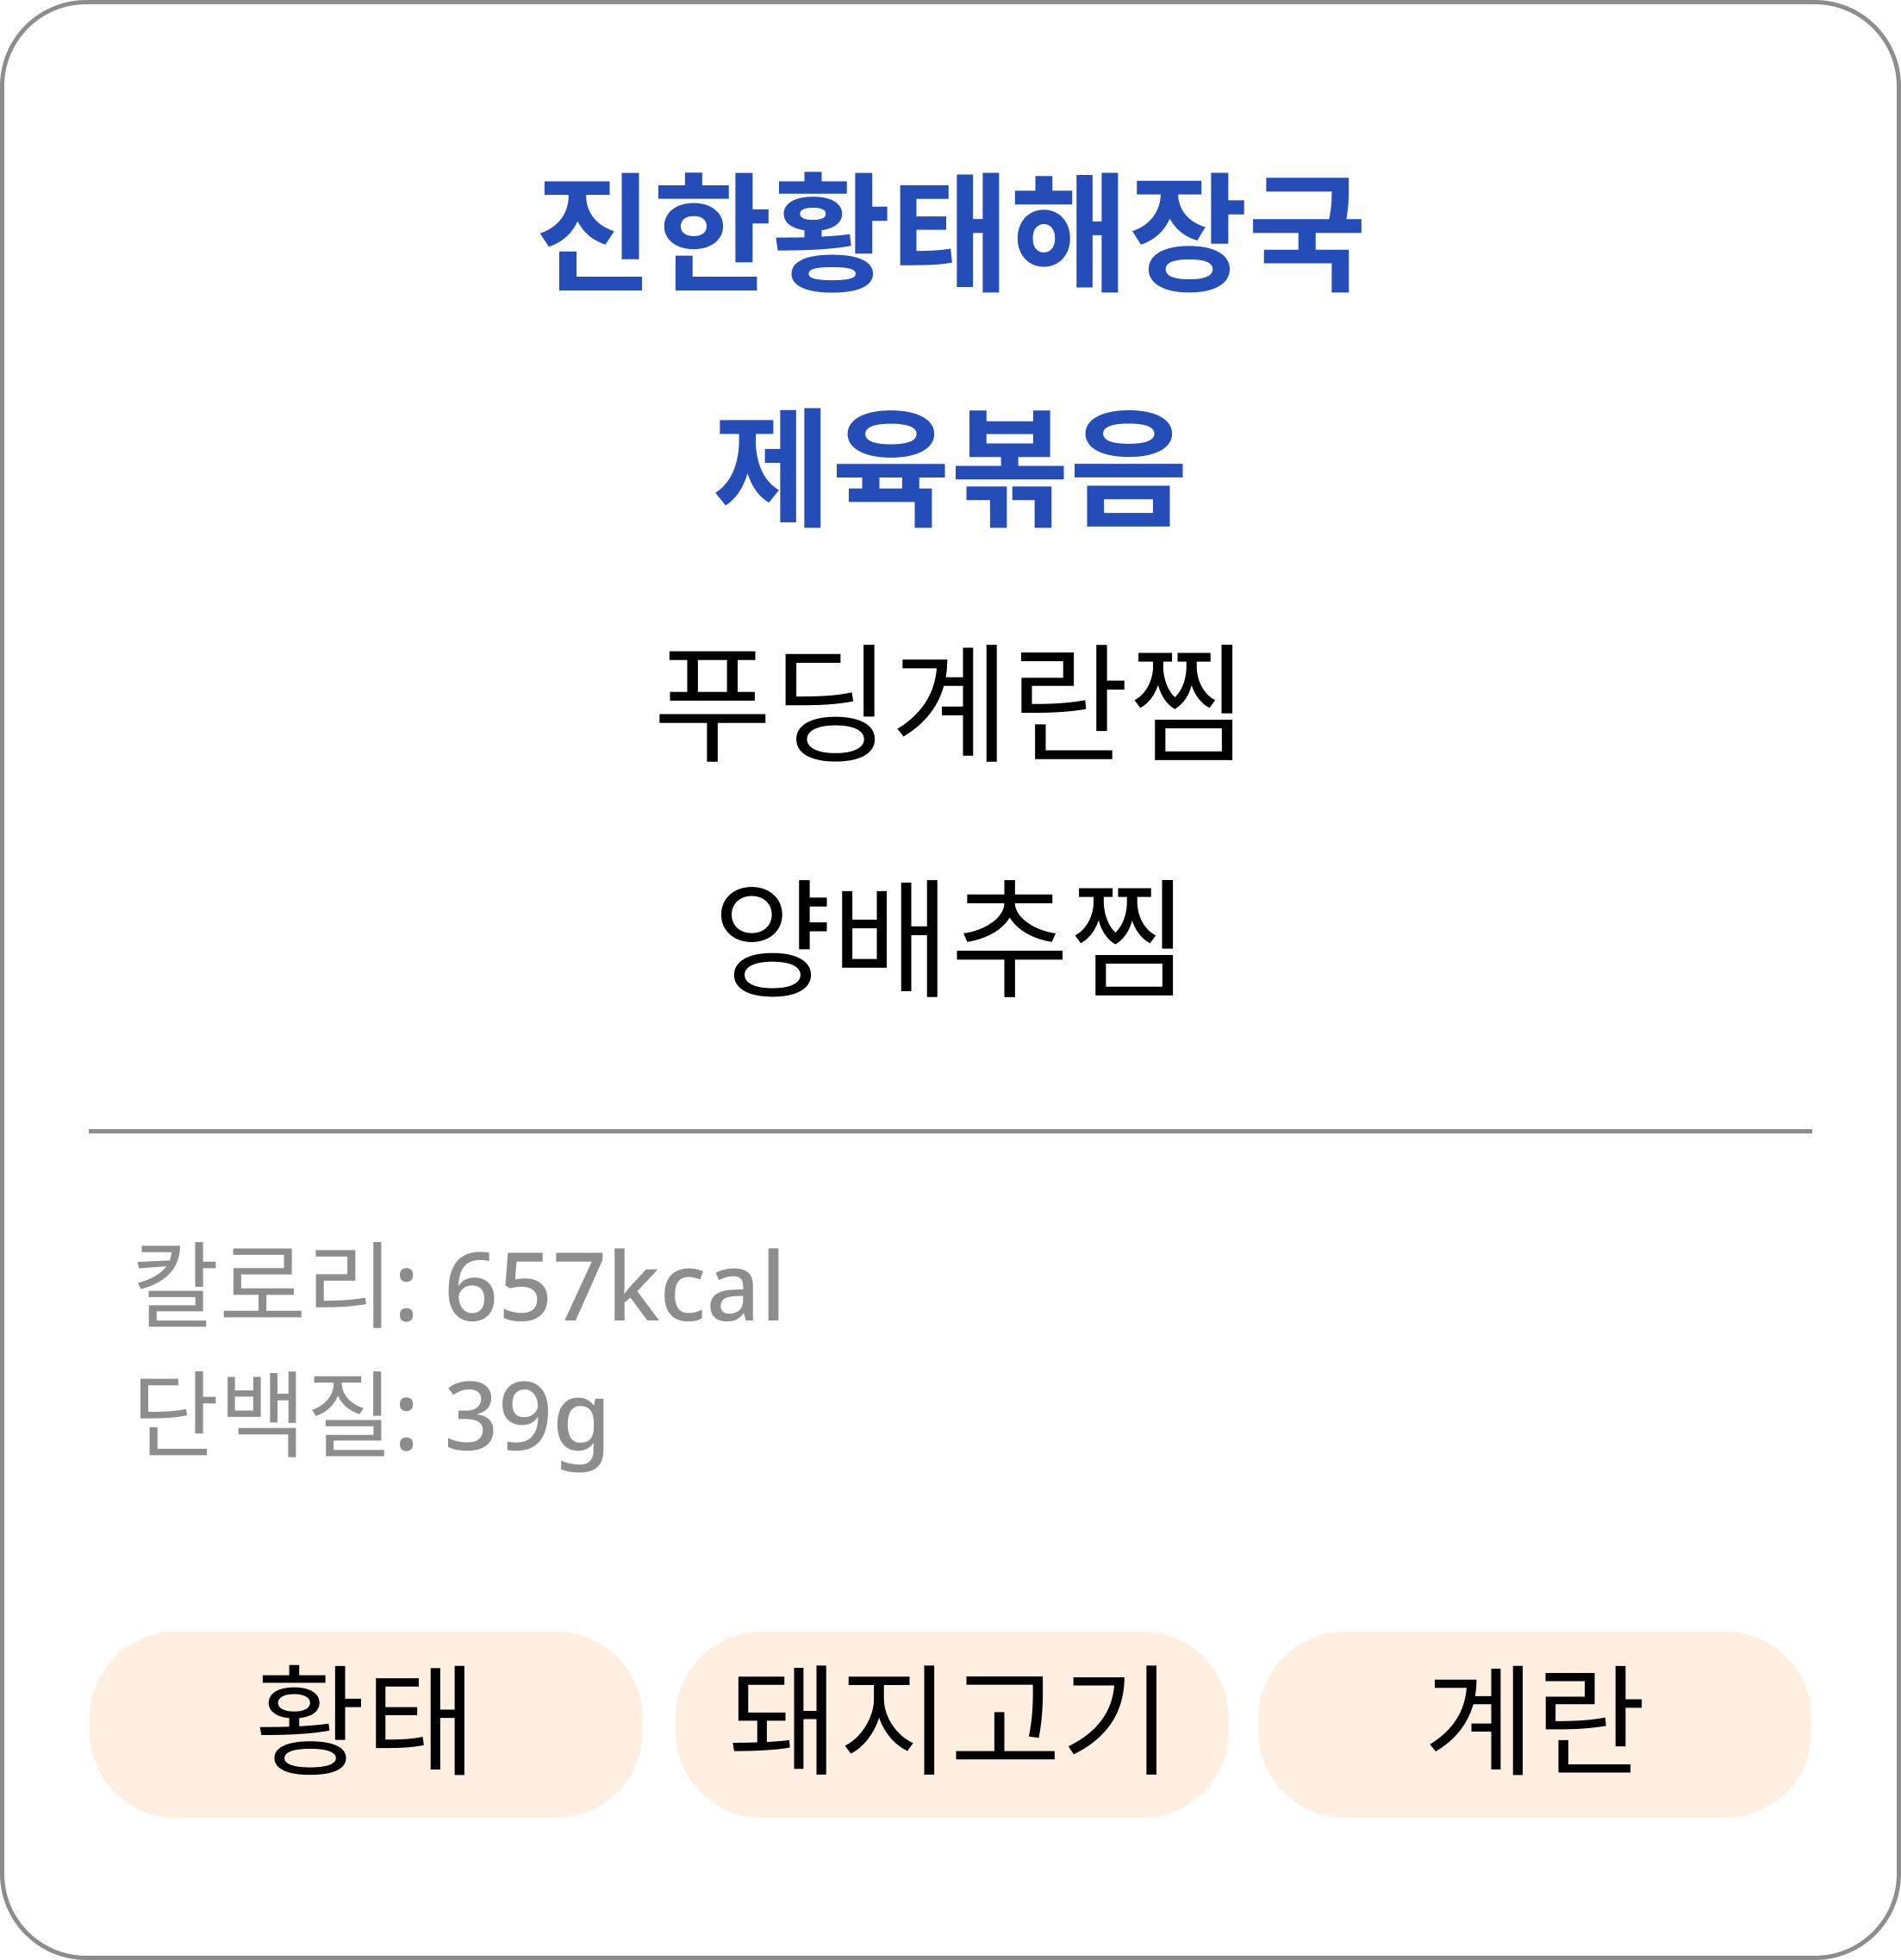 진한황태해장국
제육볶음
푸딩계란찜
양배추찜
칼로리: 657kcal
단백질: 39g
황태
돼지고기
계란